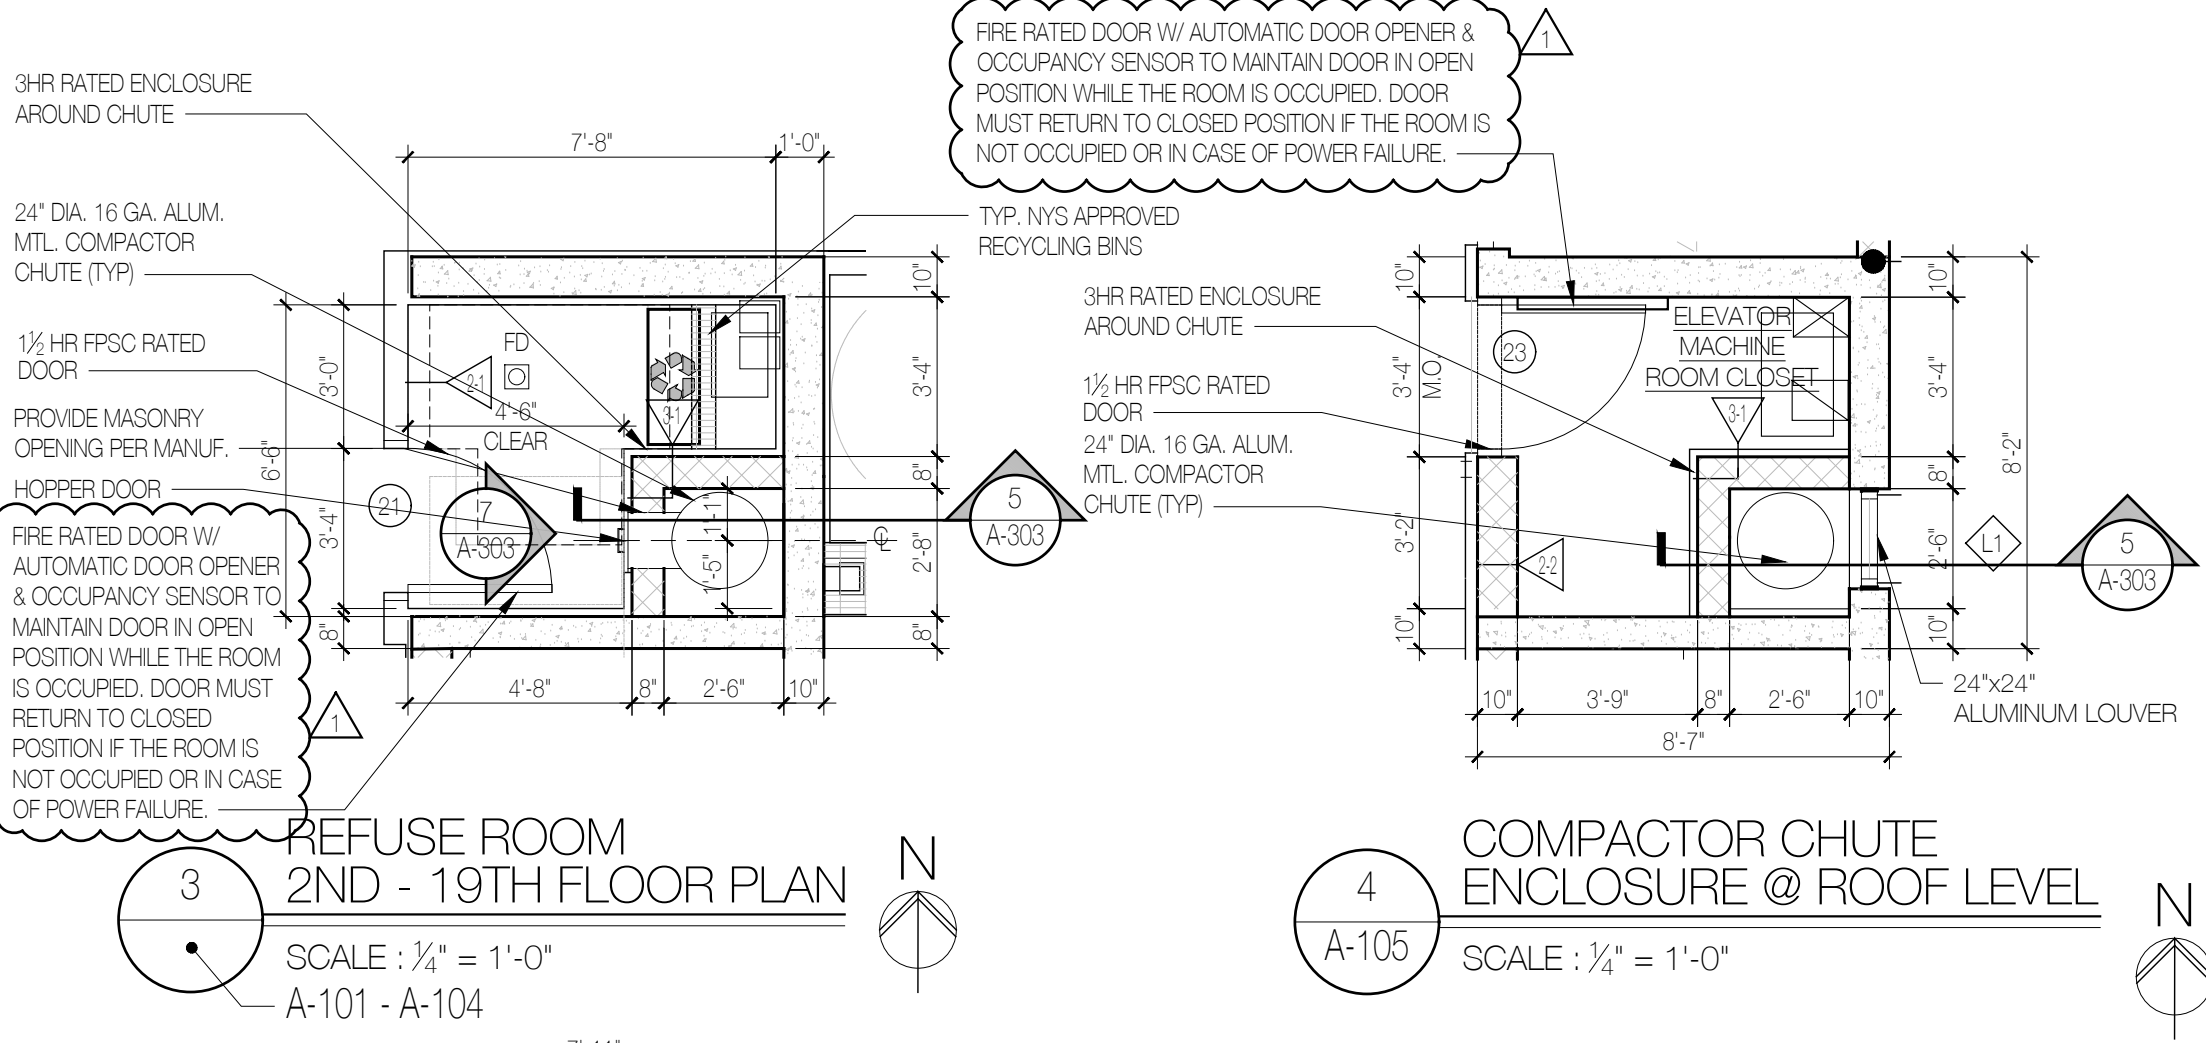 FIRE RATED DOOR W/ AUTOMATIC DOOR OPENER &
OCCUPANCY SENSOR TO MAINTAIN DOOR IN OPEN
POSITION WHILE THE ROOM IS OCCUPIED. DOOR
MUST RETURN TO CLOSED POSITION IF THE ROOM IS
NOT OCCUPIED OR IN CASE OF POWER FAILURE.
1
3HR RATED ENCLOSURE
AROUND CHUTE
24" DIA. 16 GA. ALUM.
MTL. COMPACTOR
CHUTE (TYP)
1½ HR FPSC RATED
DOOR
PROVIDE MASONRY
OPENING PER MANUF.
HOPPER DOOR
FIRE RATED DOOR W/
AUTOMATIC DOOR OPENER
& OCCUPANCY SENSOR TO
MAINTAIN DOOR IN OPEN
POSITION WHILE THE ROOM
IS OCCUPIED. DOOR MUST
RETURN TO CLOSED
POSITION IF THE ROOM IS
NOT OCCUPIED OR IN CASE
OF POWER FAILURE.
1
7'-8"
1'-0"
TYP. NYS APPROVED
RECYCLING BINS
10"
3'-4"
8"
2'-8"
8"
6'-6"
3'-0"
3'-4"
8"
FD
2-1
4'-6"
CLEAR
3-1
21
7
A-303
1'-1"
1'-5"
5
A-303
4'-8"
8"
2'-6"
10"
REFUSE ROOM
2ND - 19TH FLOOR PLAN
3
SCALE : ¼" = 1'-0"
A-101 - A-104
N
3HR RATED ENCLOSURE
AROUND CHUTE
1½ HR FPSC RATED
DOOR
24" DIA. 16 GA. ALUM.
MTL. COMPACTOR
CHUTE (TYP)
10"
3'-4"
M.O.
3'-2"
10"
23
ELEVATOR
MACHINE
ROOM CLOSET
3-1
2-2
10"
3'-4"
8"
2'-6"
10"
8'-2"
L1
5
A-303
24"x24"
ALUMINUM LOUVER
10"
3'-9"
8"
2'-6"
10"
8'-7"
COMPACTOR CHUTE
ENCLOSURE @ ROOF LEVEL
4
A-105
SCALE : ¼" = 1'-0"
N